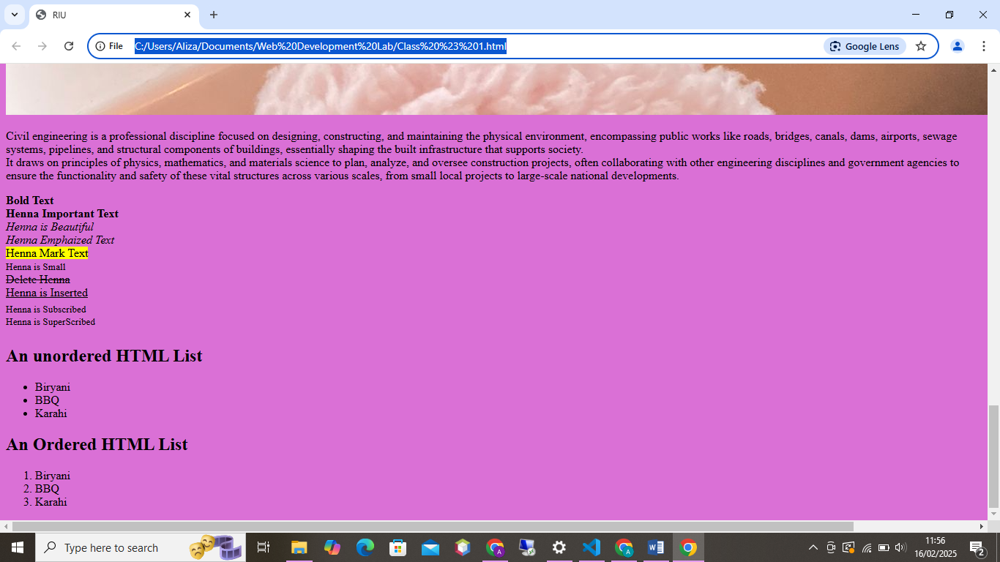 RIU
File
C:/Users/Aliza/Documents/Web%20Development%20Lab/Class%20%23%201.html
Google Lens
Civil engineering is a professional discipline focused on designing, constructing, and maintaining the physical environment, encompassing public works like roads, bridges, canals, dams, airports, sewage
systems, pipelines, and structural components of buildings, essentially shaping the built infrastructure that supports society.
It draws on principles of physics, mathematics, and materials science to plan, analyze, and oversee construction projects, often collaborating with other engineering disciplines and government agencies to
ensure the functionality and safety of these vital structures across various scales, from small local projects to large-scale national developments.
Bold Text
Henna Important Text
Henna is Beautiful
Henna Emphaized Text
Henna Mark Text
Henna is Small
Delete Henna
Henna is Inserted
Henna is Subscribed
Henna is SuperScribed
An unordered HTML List
• Biryani
• BBQ
• Karahi
An Ordered HTML List
1. Biryani
2. BBQ
3. Karahi
Type here to search
11:56
16/02/2025
2